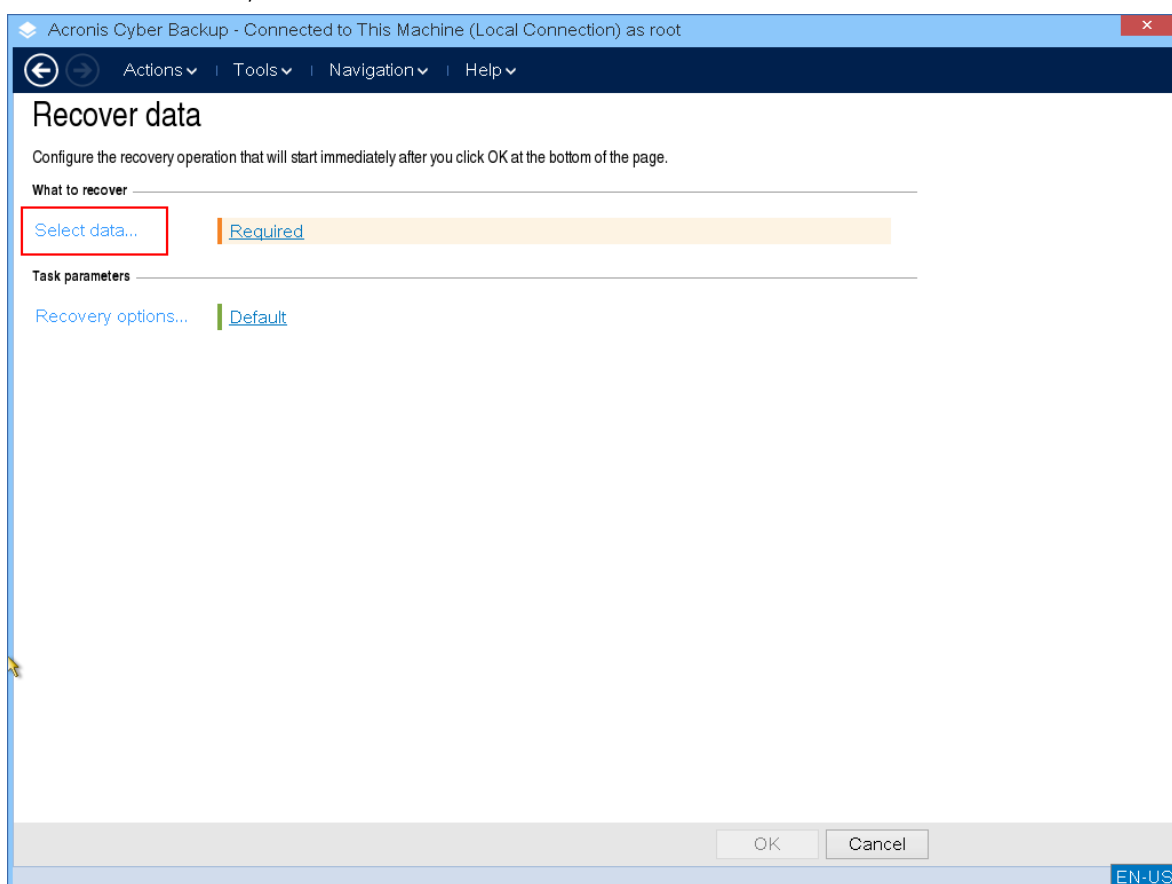 Acronis Cyber Backup - Connected to This Machine (Local Connection) as root
Actions Tools Navigation Help
Recover data
Configure the recovery operation that will start immediately after you click OK at the bottom of the page.
What to recover
Select data... Required
Task parameters
Recovery options... Default
OK Cancel
EN-US